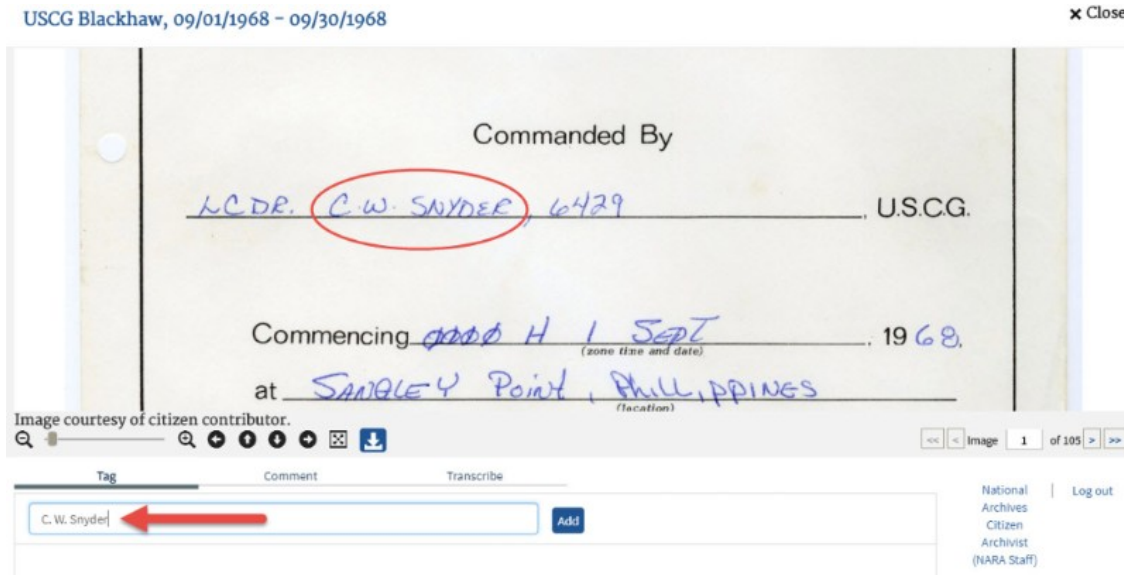 USCG Blackhaw, 09/01/1968 – 09/30/1968
× Close
Commanded By
LCDR. C.W. SNYDER, 6429 , U.S.C.G.
Commencing 0000 H 1 SEPT , 1968,
(zone time and date)
at SANGLEY Point, PhILLIPPINES
(location)
Image courtesy of citizen contributor.
<< < Image 1 of 105 > >>
Tag Comment Transcribe
C. W. Snyder Add
National Archives Citizen Archivist (NARA Staff) | Log out